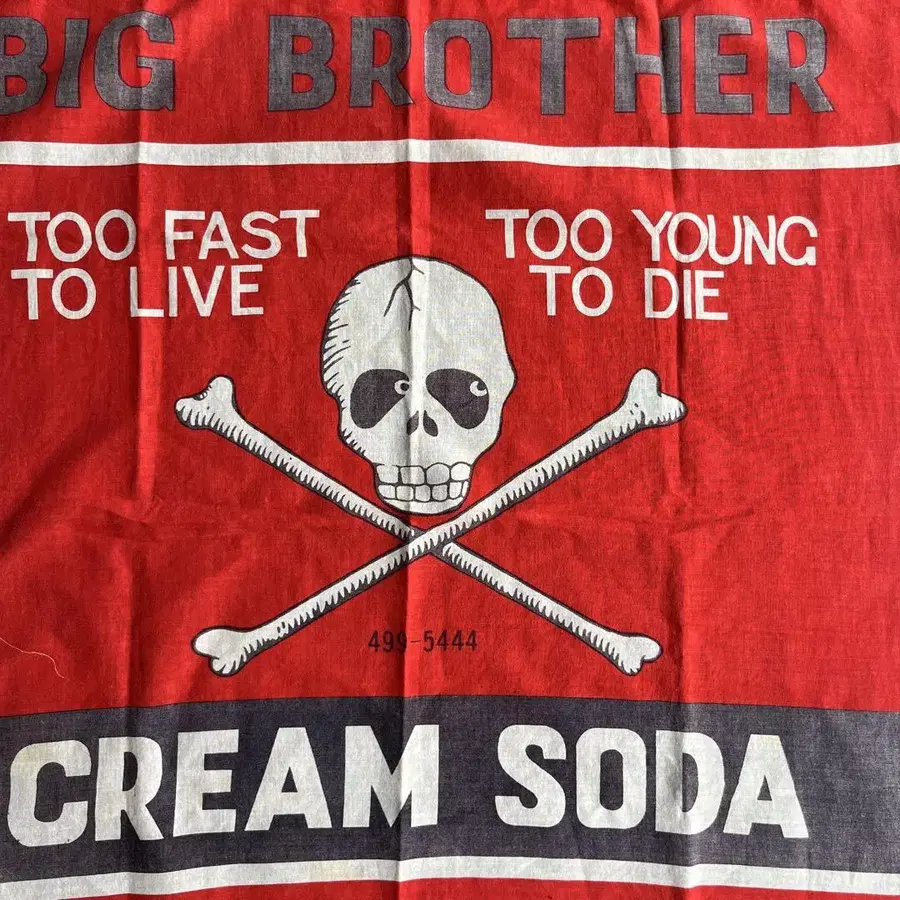 BIG BROTHER
TOO FAST TOO YOUNG
TO LIVE TO DIE
499-5444
CREAM SODA